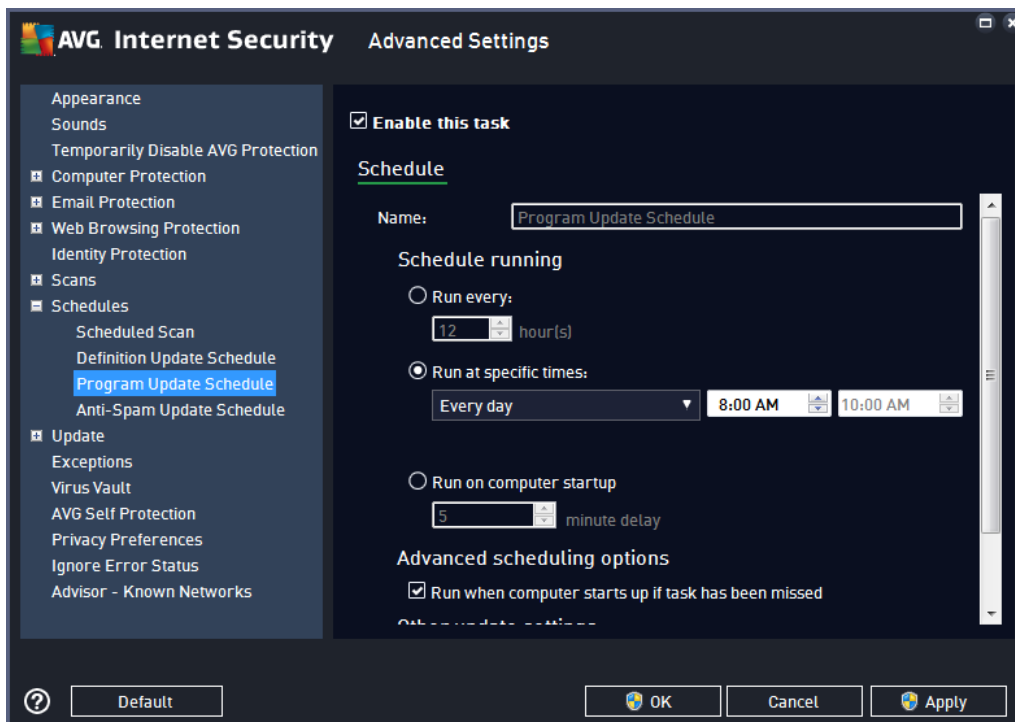 AVG Internet Security Advanced Settings
Appearance
Sounds
Temporarily Disable AVG Protection
Computer Protection
Email Protection
Web Browsing Protection
Identity Protection
Scans
Schedules
Scheduled Scan
Definition Update Schedule
Program Update Schedule
Anti-Spam Update Schedule
Update
Exceptions
Virus Vault
AVG Self Protection
Privacy Preferences
Ignore Error Status
Advisor - Known Networks
Enable this task
Schedule
Name: Program Update Schedule
Schedule running
Run every:
12 hour(s)
Run at specific times:
Every day 8:00 AM 10:00 AM
Run on computer startup
5 minute delay
Advanced scheduling options
Run when computer starts up if task has been missed
Other update settings
? Default OK Cancel Apply